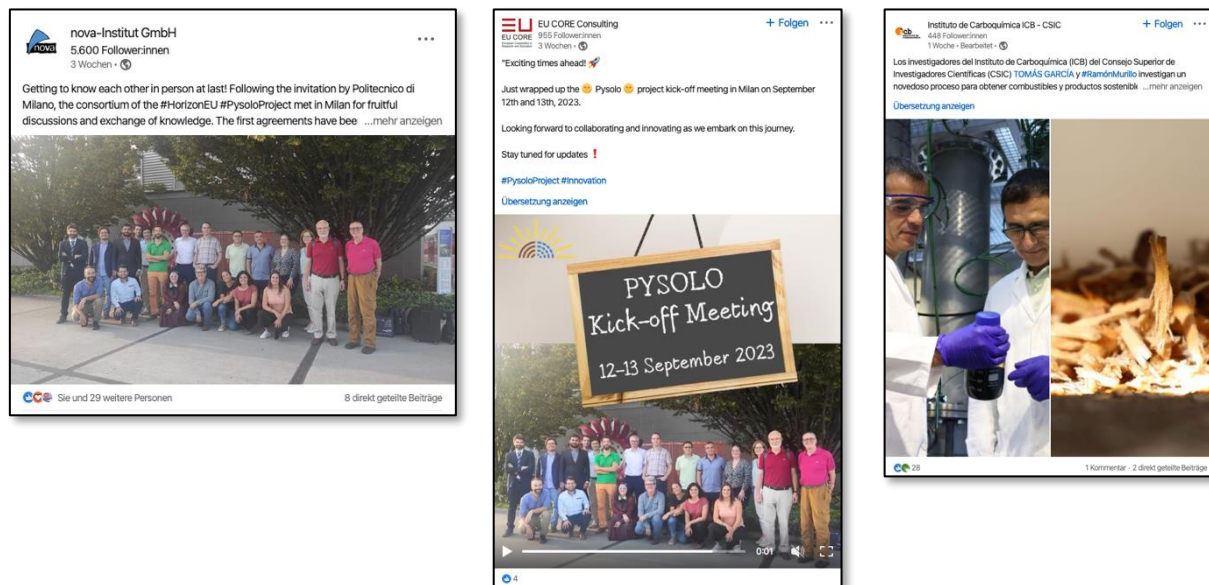 nova
nova-Institut GmbH
5.600 Follower:innen
3 Wochen •
Getting to know each other in person at last! Following the invitation by Politecnico di
Milano, the consortium of the #HorizonEU #PysoloProject met in Milan for fruitful
discussions and exchange of knowledge. The first agreements have bee ...mehr anzeigen
Sie und 29 weitere Personen
8 direkt geteilte Beiträge
EU CORE
EU CORE Consulting
955 Follower:innen
3 Wochen •
+ Folgen
"Exciting times ahead! 🚀
Just wrapped up the 🌞 Pysolo 🌞 project kick-off meeting in Milan on September
12th and 13th, 2023.
Looking forward to collaborating and innovating as we embark on this journey.
Stay tuned for updates ❗
#PysoloProject #Innovation
Übersetzung anzeigen
PYSOLO
Kick-off Meeting
12-13 September 2023
0:01
4
icb
Instituto de Carboquímica ICB - CSIC
448 Follower:innen
1 Woche • Bearbeitet •
+ Folgen
Los investigadores del Instituto de Carboquímica (ICB) del Consejo Superior de
Investigadores Científicas (CSIC) TOMÁS GARCÍA y #RamónMurillo investigan un
novedoso proceso para obtener combustibles y productos sostenibl ...mehr anzeigen
Übersetzung anzeigen
28
1 Kommentar · 2 direkt geteilte Beiträge